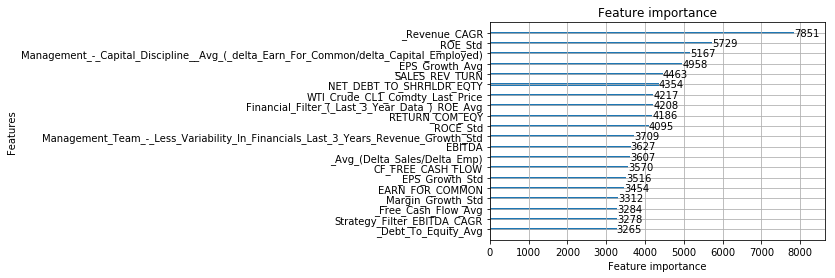 Feature importance
_Revenue_CAGR 7851
ROE_Std 5729
Management_-_Capital_Discipline__Avg_(_delta_Earn_For_Common/delta_Capital_Employed) 5167
EPS_Growth_Avg 4958
SALES_REV_TURN 4463
NET_DEBT_TO_SHRHLDR_EQTY 4354
WTI_Crude_CL1_Comdty_Last_Price 4217
Financial_Filter_(_Last_3_Year_Data_)_ROE_Avg 4208
RETURN_COM_EQY 4186
ROCE_Std 4095
Management_Team_-_Less_Variability_In_Financials_Last_3_Years_Revenue_Growth_Std 3709
EBITDA 3627
_Avg_(Delta_Sales/Delta_Emp) 3607
CF_FREE_CASH_FLOW 3570
EPS_Growth_Std 3516
EARN_FOR_COMMON 3454
Margin_Growth_Std 3312
Free_Cash_Flow_Avg 3284
Strategy_Filter_EBITDA_CAGR 3278
_Debt_To_Equity_Avg 3265
Features
0 1000 2000 3000 4000 5000 6000 7000 8000
Feature importance